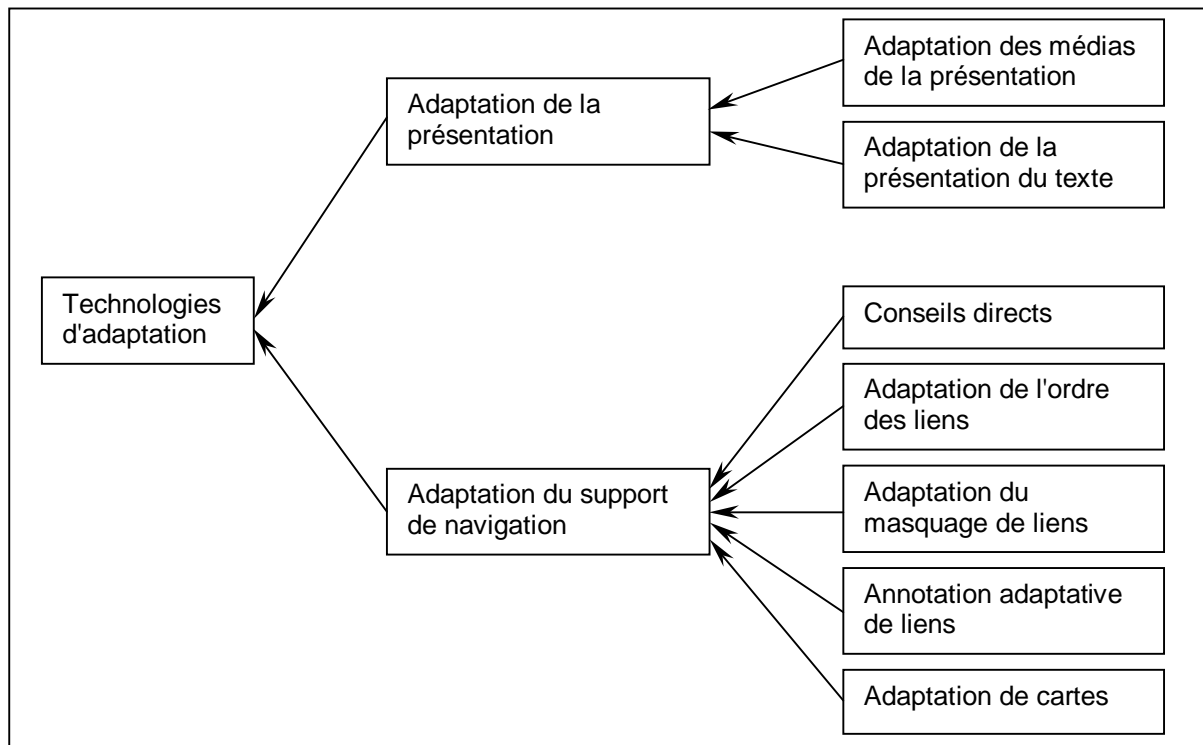 Technologies
d'adaptation
Adaptation de la
présentation
Adaptation des médias
de la présentation
Adaptation de la
présentation du texte
Adaptation du support
de navigation
Conseils directs
Adaptation de l'ordre
des liens
Adaptation du
masquage de liens
Annotation adaptative
de liens
Adaptation de cartes